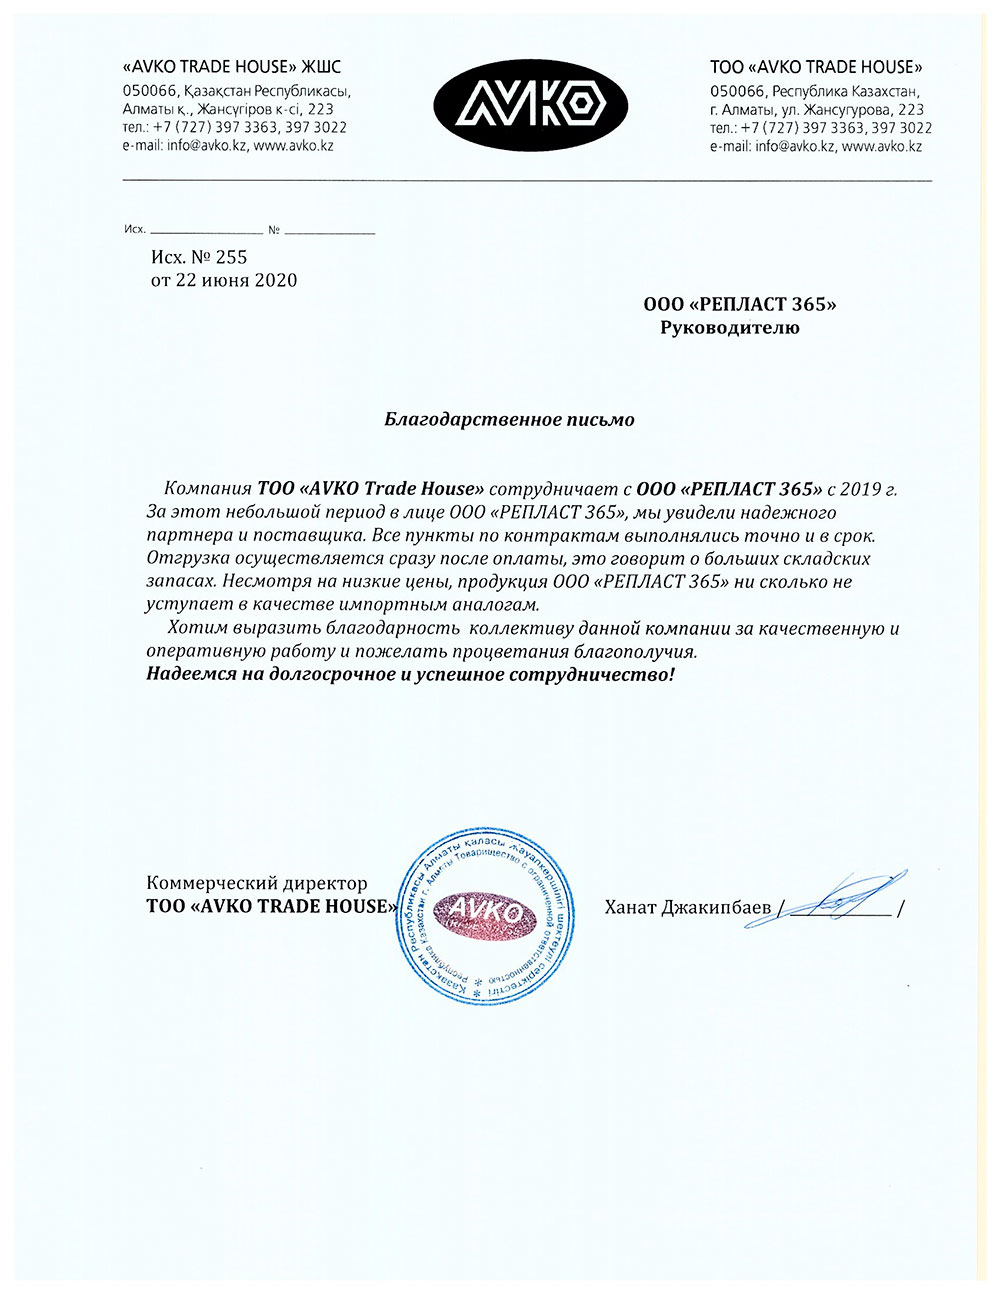 «AVKO TRADE HOUSE» ЖШС
050066, Қазақстан Республикасы,
Алматы қ., Жансүгіров к-сі, 223
тел.: +7 (727) 397 3363, 397 3022
e-mail: info@avko.kz, www.avko.kz
AVKO
ТОО «AVKO TRADE HOUSE»
050066, Республика Казахстан,
г. Алматы, ул. Жансугурова, 223
тел.: +7 (727) 397 3363, 397 3022
e-mail: info@avko.kz, www.avko.kz
Исх. ____________________ № ________________
Исх. № 255
от 22 июня 2020
ООО «РЕПЛАСТ 365»
Руководителю
Благодарственное письмо
Компания ТОО «AVKO Trade House» сотрудничает с ООО «РЕПЛАСТ 365» с 2019 г.
За этот небольшой период в лице ООО «РЕПЛАСТ 365», мы увидели надежного
партнера и поставщика. Все пункты по контрактам выполнялись точно и в срок.
Отгрузка осуществляется сразу после оплаты, это говорит о больших складских
запасах. Несмотря на низкие цены, продукция ООО «РЕПЛАСТ 365» ни сколько не
уступает в качестве импортным аналогам.
Хотим выразить благодарность коллективу данной компании за качественную и
оперативную работу и пожелать процветания благополучия.
Надеемся на долгосрочное и успешное сотрудничество!
Коммерческий директор
ТОО «AVKO TRADE HOUSE»
Қазақстан Республикасы Алматы қаласы Жауапкершілігі шектеулі серіктестігі
Республика Казахстан г. Алматы Товарищество с ограниченной ответственностью
AVKO
Ханат Джакипбаев / __________ /